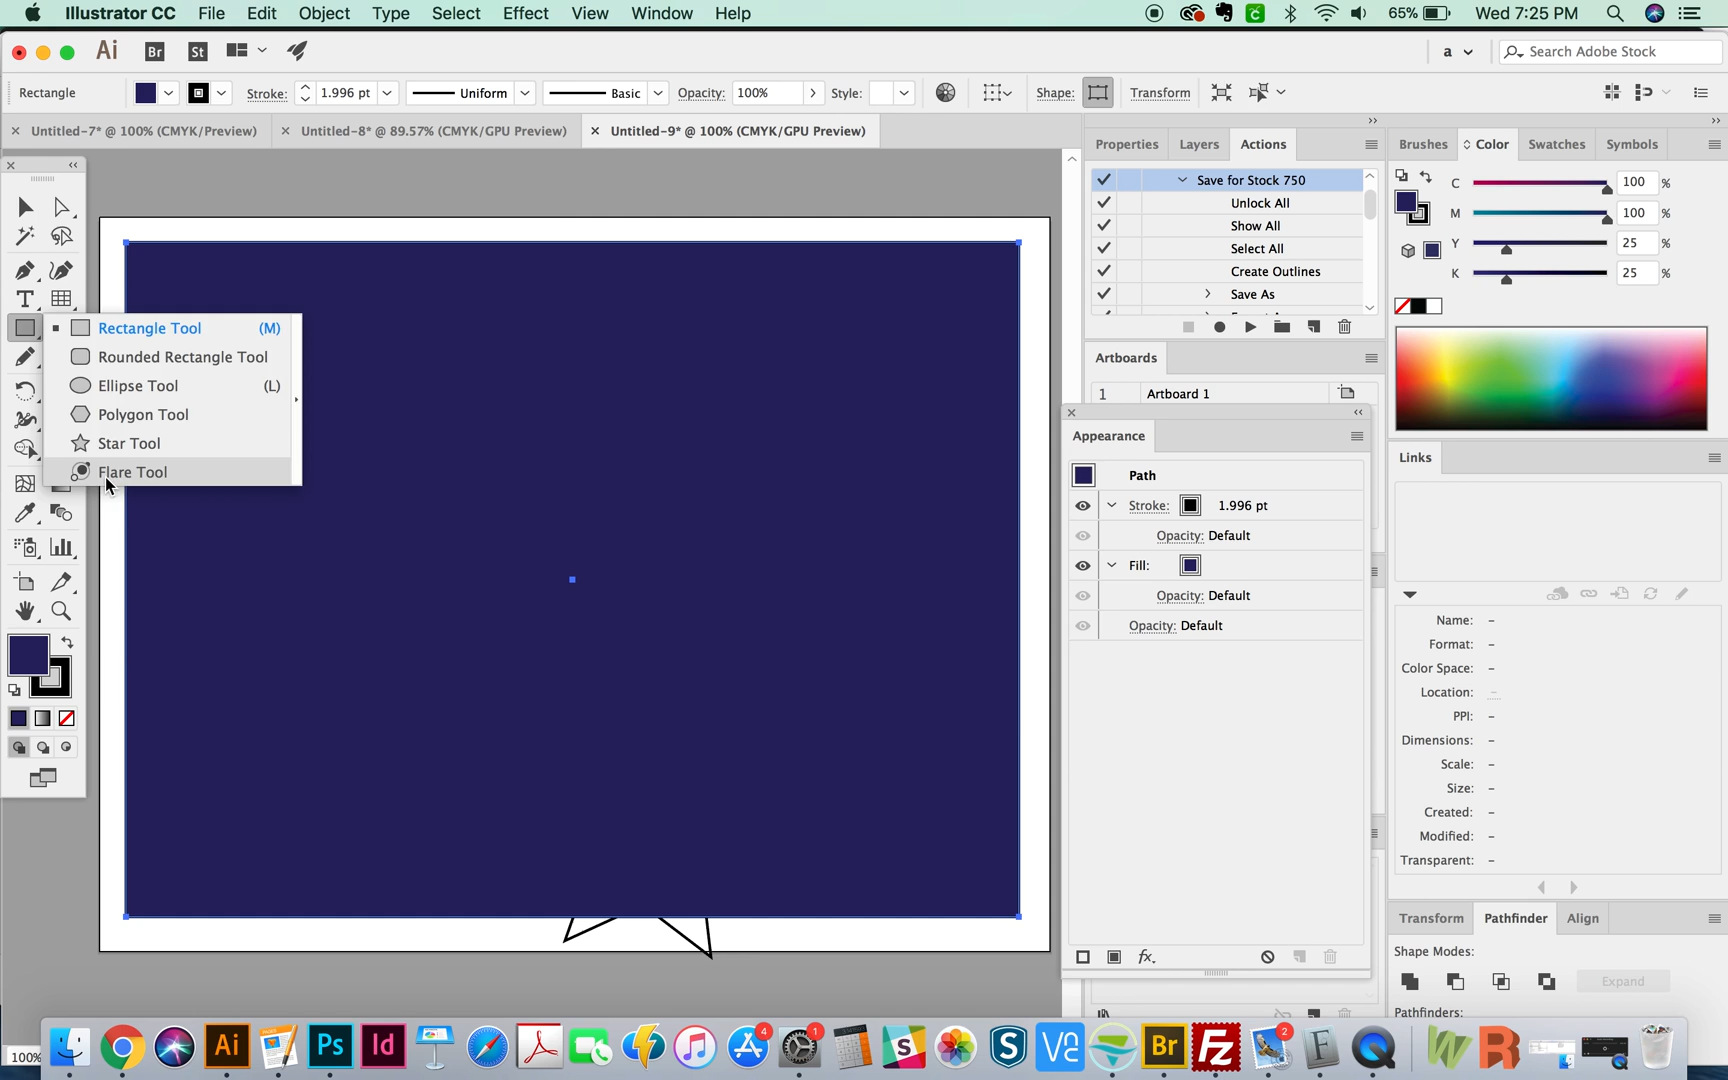 Illustrator CC File Edit Object Type Select Effect View Window Help 65% Wed 7:25 PM
Ai Br St a Search Adobe Stock
Rectangle Stroke: 1.996 pt Uniform Basic Opacity: 100% Style: Shape: Transform
Untitled-7* @ 100% (CMYK/Preview) Untitled-8* @ 89.57% (CMYK/GPU Preview) Untitled-9* @ 100% (CMYK/GPU Preview)
Rectangle Tool (M)
Rounded Rectangle Tool
Ellipse Tool (L)
Polygon Tool
Star Tool
Flare Tool
Properties Layers Actions
Save for Stock 750
Unlock All
Show All
Select All
Create Outlines
Save As
Artboards
1 Artboard 1
Appearance
Path
Stroke: 1.996 pt
Opacity: Default
Fill:
Opacity: Default
Opacity: Default
fx.
Brushes Color Swatches Symbols
C 100 %
M 100 %
Y 25 %
K 25 %
Links
Name: –
Format: –
Color Space: –
Location: –
PPI: –
Dimensions: –
Scale: –
Size: –
Created: –
Modified: –
Transparent: –
Transform Pathfinder Align
Shape Modes:
Expand
Pathfinders:
100%
Ai PAGES Ps Id 4 1 S Br Fz 2 F